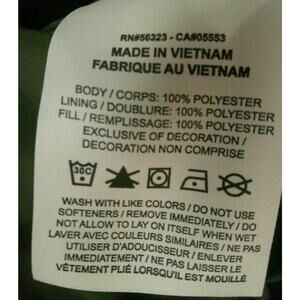 RN#56323 - CA#05553
MADE IN VIETNAM
FABRIQUE AU VIETNAM
BODY / CORPS: 100% POLYESTER
LINING / DOUBLURE: 100% POLYESTER
FILL / REMPLISSAGE: 100% POLYESTER
EXCLUSIVE OF DECORATION /
DECORATION NON COMPRISE
30C
WASH WITH LIKE COLORS / DO NOT USE
SOFTENERS / REMOVE IMMEDIATELY / DO
NOT ALLOW TO LAY ON ITSELF WHEN WET
LAVER AVEC COULEURS SIMILAIRES / NE PAS
UTILISER D'ADOUCISSEUR / ENLEVER
IMMEDIATEMENT / NE PAS LAISSER LE
VÊTEMENT PLIÉ LORSQU'IL EST MOUILLÉ